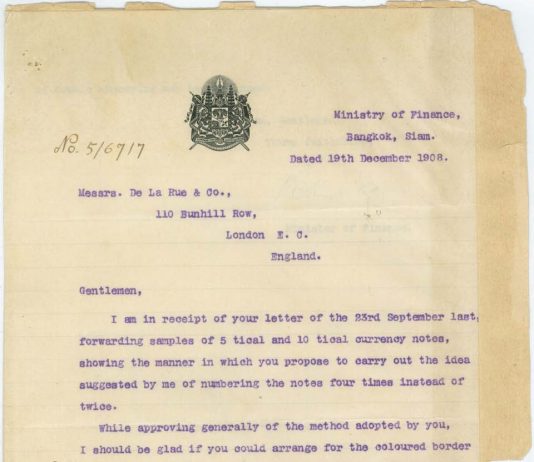 Ministry of Finance,
Bangkok, Siam.
Dated 19th December 1908.
No. 5/6717
Messrs. De La Rue & Co.,
110 Bunhill Row,
London E. C.
England.
Gentlemen,
I am in receipt of your letter of the 23rd September last,
forwarding samples of 5 tical and 10 tical currency notes,
showing the manner in which you propose to carry out the idea
suggested by me of numbering the notes four times instead of
twice.
While approving generally of the method adopted by you,
I should be glad if you could arrange for the coloured border